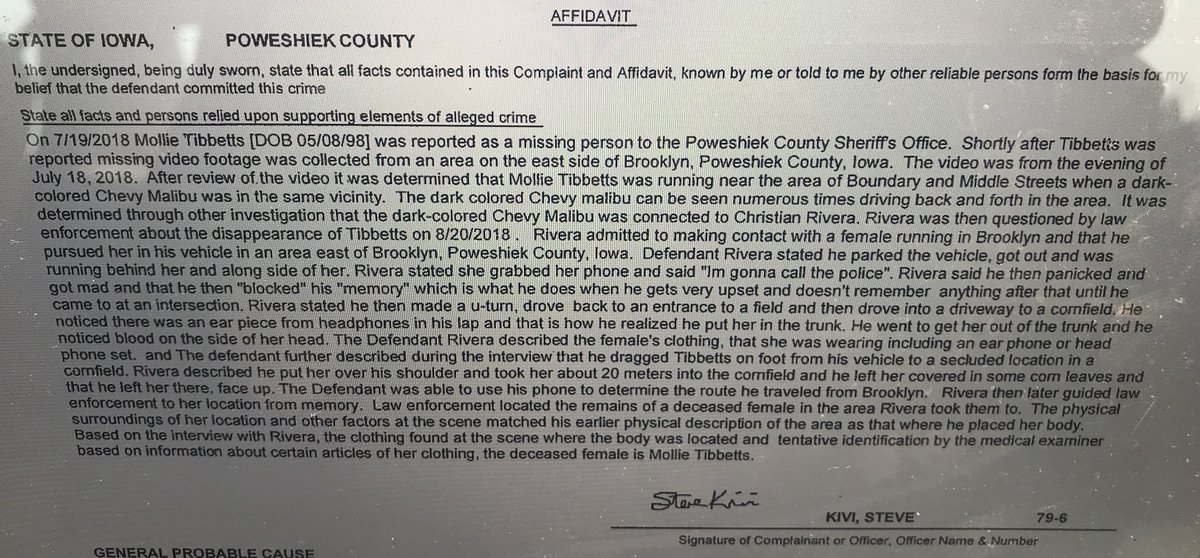 AFFIDAVIT
STATE OF IOWA, POWESHIEK COUNTY
I, the undersigned, being duly sworn, state that all facts contained in this Complaint and Affidavit, known by me or told to me by other reliable persons form the basis for my
belief that the defendant committed this crime
State all facts and persons relied upon supporting elements of alleged crime
On 7/19/2018 Mollie Tibbetts [DOB 05/08/98] was reported as a missing person to the Poweshiek County Sheriff's Office. Shortly after Tibbetts was
reported missing video footage was collected from an area on the east side of Brooklyn, Poweshiek County, Iowa. The video was from the evening of
July 18, 2018. After review of the video it was determined that Mollie Tibbetts was running near the area of Boundary and Middle Streets when a dark-
colored Chevy Malibu was in the same vicinity. The dark colored Chevy malibu can be seen numerous times driving back and forth in the area. It was
determined through other investigation that the dark-colored Chevy Malibu was connected to Christian Rivera. Rivera was then questioned by law
enforcement about the disappearance of Tibbetts on 8/20/2018 . Rivera admitted to making contact with a female running in Brooklyn and that he
pursued her in his vehicle in an area east of Brooklyn, Poweshiek County, Iowa. Defendant Rivera stated he parked the vehicle, got out and was
running behind her and along side of her. Rivera stated she grabbed her phone and said "Im gonna call the police". Rivera said he then panicked and
got mad and that he then "blocked" his "memory" which is what he does when he gets very upset and doesn't remember anything after that until he
came to at an intersection. Rivera stated he then made a u-turn, drove back to an entrance to a field and then drove into a driveway to a cornfield. He
noticed there was an ear piece from headphones in his lap and that is how he realized he put her in the trunk. He went to get her out of the trunk and he
noticed blood on the side of her head. The Defendant Rivera described the female's clothing, that she was wearing including an ear phone or head
phone set. and The defendant further described during the interview that he dragged Tibbetts on foot from his vehicle to a secluded location in a
cornfield. Rivera described he put her over his shoulder and took her about 20 meters into the cornfield and he left her covered in some corn leaves and
that he left her there, face up. The Defendant was able to use his phone to determine the route he traveled from Brooklyn. Rivera then later guided law
enforcement to her location from memory. Law enforcement located the remains of a deceased female in the area Rivera took them to. The physical
surroundings of her location and other factors at the scene matched his earlier physical description of the area as that where he placed her body.
Based on the interview with Rivera, the clothing found at the scene where the body was located and tentative identification by the medical examiner
based on information about certain articles of her clothing, the deceased female is Mollie Tibbetts.
Steve Kivi
KIVI, STEVE 79-6
Signature of Complainant or Officer, Officer Name & Number
GENERAL PROBABLE CAUSE